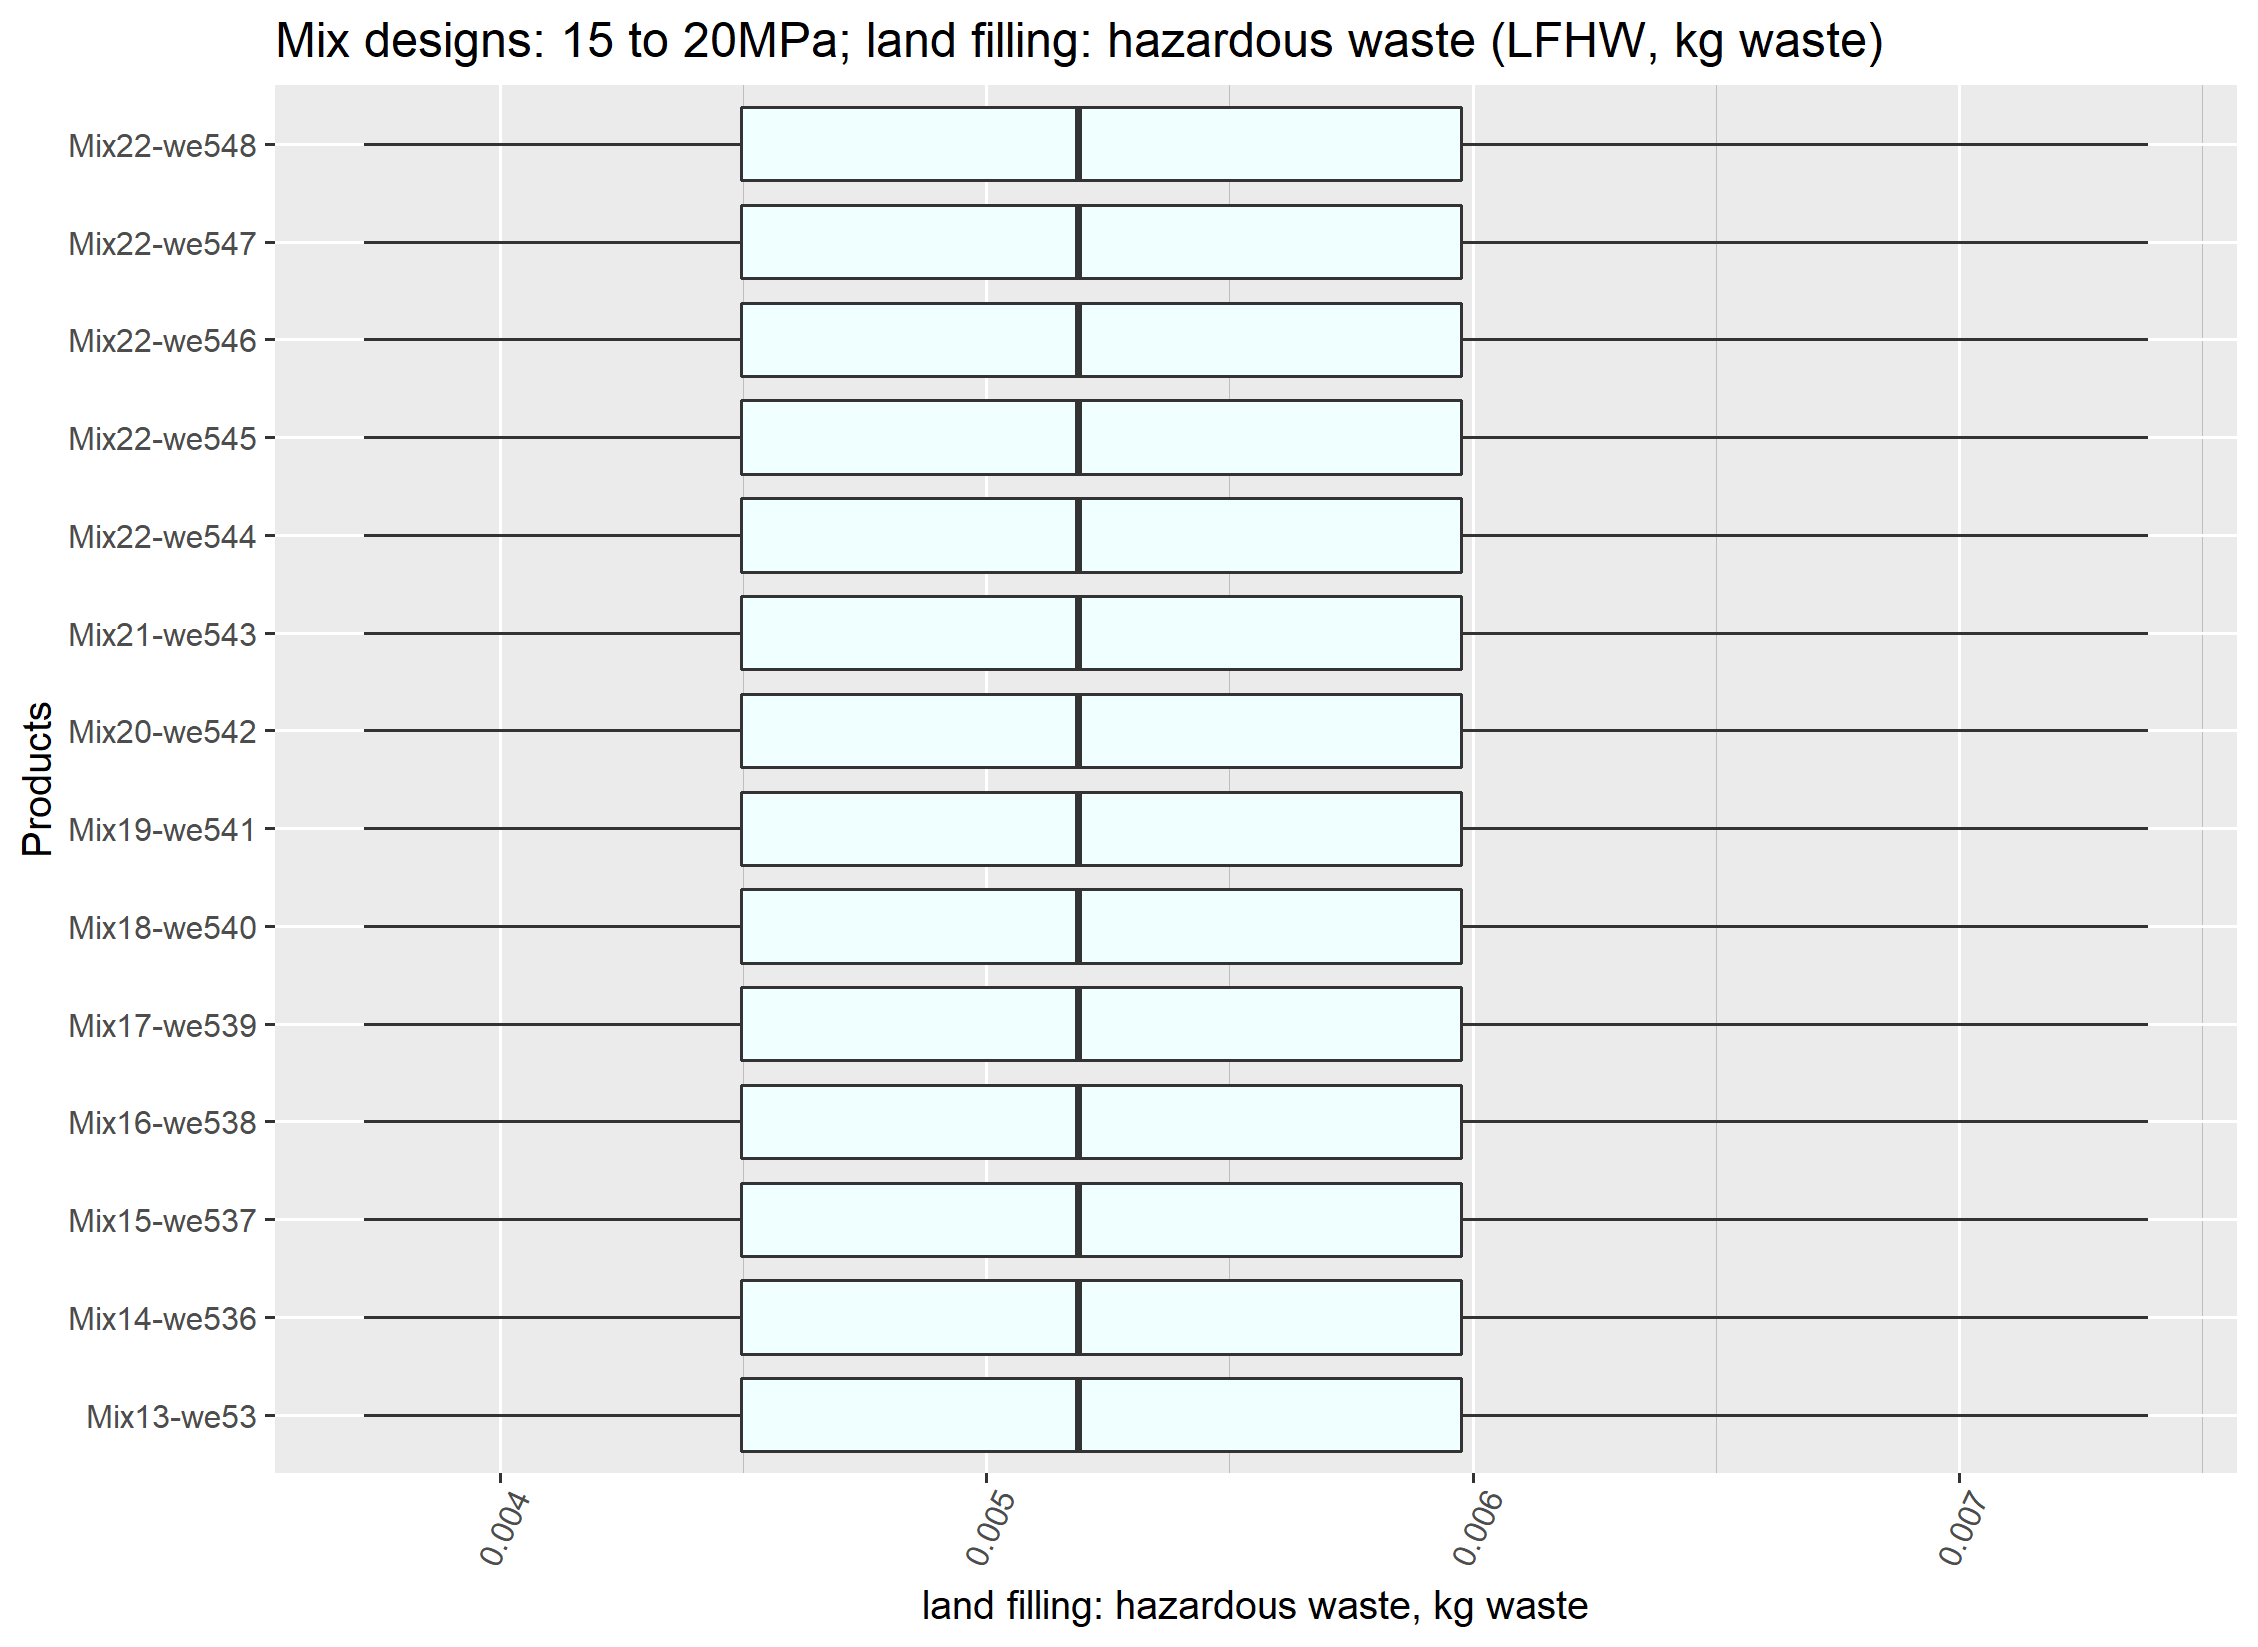 Mix designs: 15 to 20MPa; land filling: hazardous waste (LFHW, kg waste)
Products
Mix22-we548
Mix22-we547
Mix22-we546
Mix22-we545
Mix22-we544
Mix21-we543
Mix20-we542
Mix19-we541
Mix18-we540
Mix17-we539
Mix16-we538
Mix15-we537
Mix14-we536
Mix13-we53
0.004 0.005 0.006 0.007
land filling: hazardous waste, kg waste